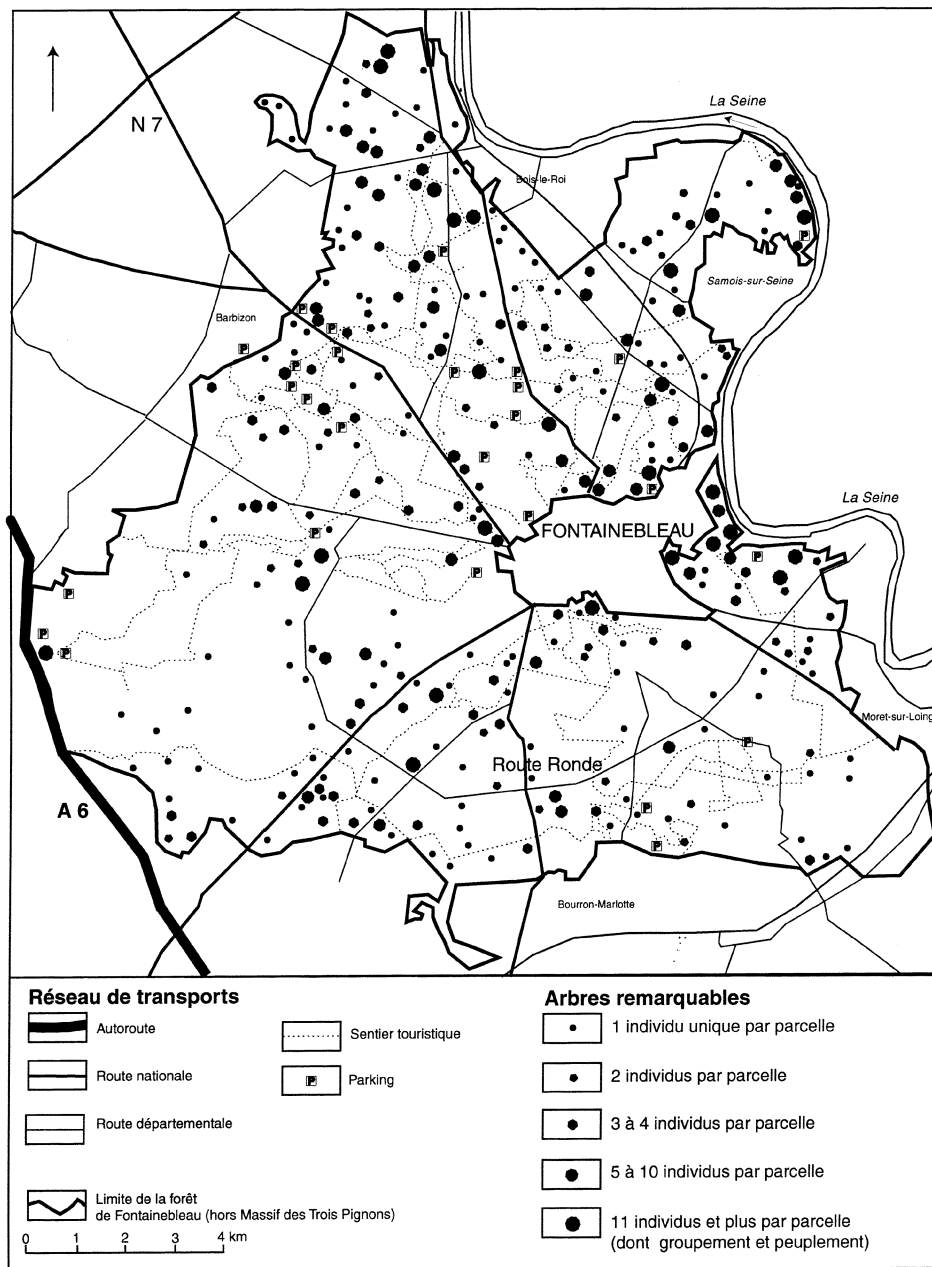 La Seine
N 7
Bois-le-Roi
Samois-sur-Seine
Barbizon
La Seine
FONTAINEBLEAU
Moret-sur-Loing
Route Ronde
A 6
Bourron-Marlotte
Réseau de transports
Autoroute
Route nationale
Route départementale
Limite de la forêt
de Fontainebleau (hors Massif des Trois Pignons)
0 1 2 3 4 km
Sentier touristique
P Parking
Arbres remarquables
1 individu unique par parcelle
2 individus par parcelle
3 à 4 individus par parcelle
5 à 10 individus par parcelle
11 individus et plus par parcelle
(dont groupement et peuplement)